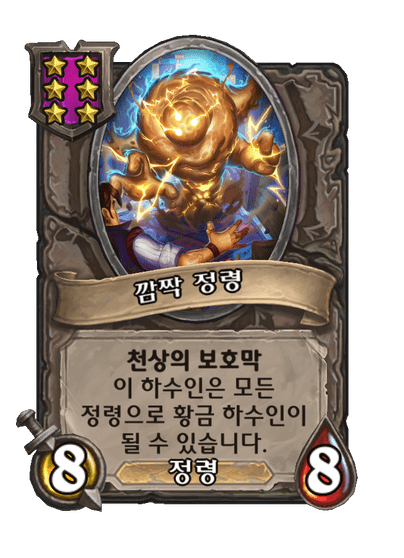 깜짝 정령
천상의 보호막
이 하수인은 모든
정령으로 황금 하수인이
될 수 있습니다.
8
정령
8